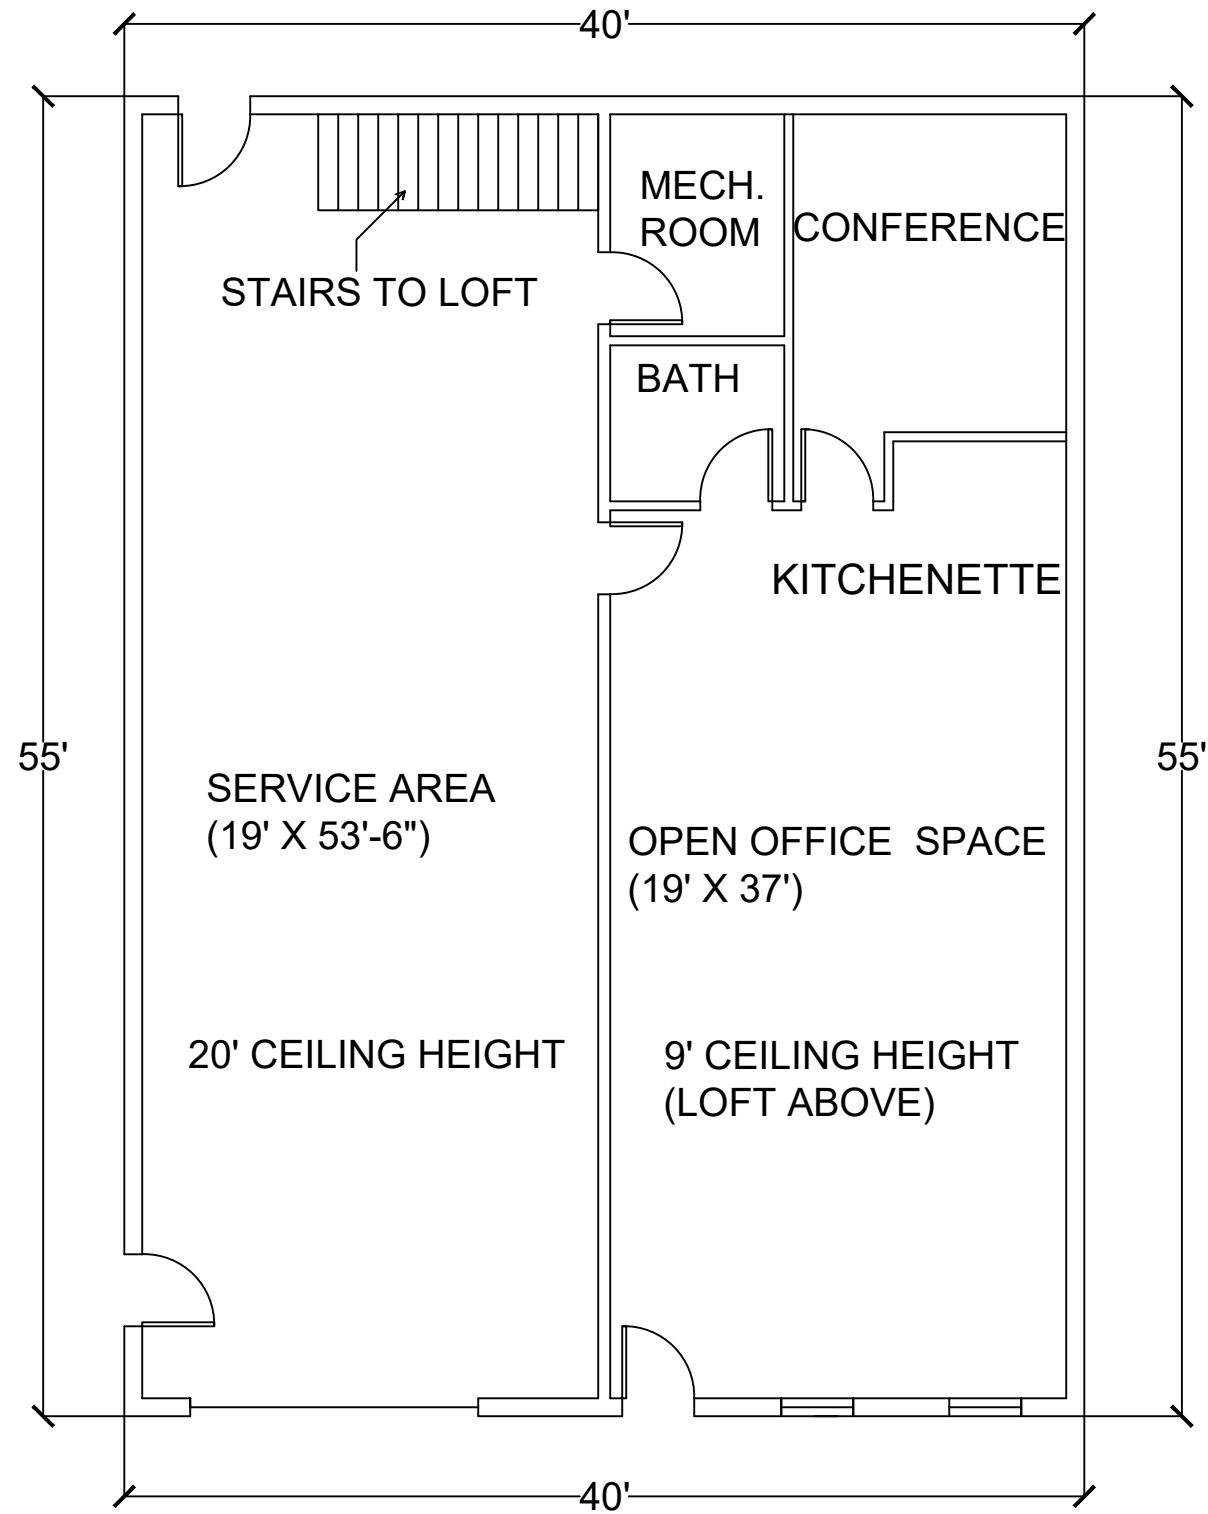 40'
MECH.
ROOM
CONFERENCE
STAIRS TO LOFT
BATH
KITCHENETTE
55'
55'
SERVICE AREA
(19' X 53'-6")
OPEN OFFICE SPACE
(19' X 37')
20' CEILING HEIGHT
9' CEILING HEIGHT
(LOFT ABOVE)
40'